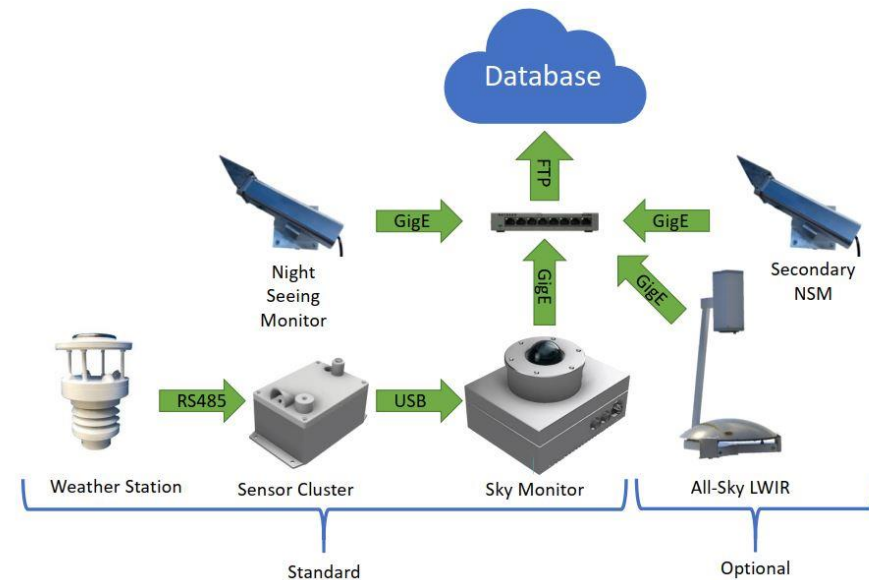 Database
FTP
GigE
GigE
Night
Seeing
Monitor
GigE
GigE
Secondary
NSM
RS485
USB
Weather Station
Sensor Cluster
Sky Monitor
All-Sky LWIR
Standard
Optional